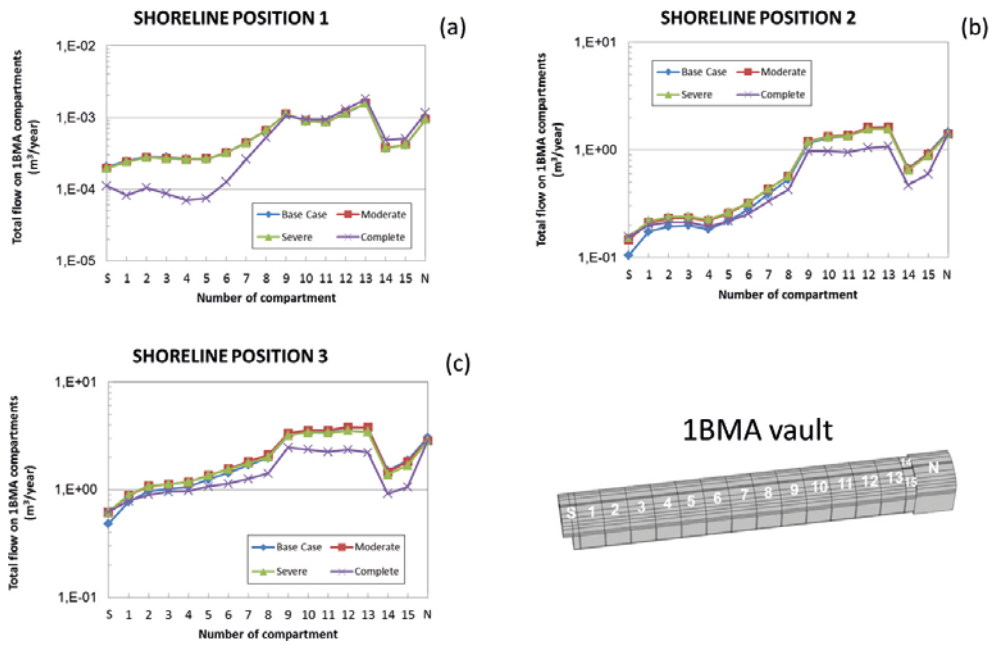 SHORELINE POSITION 1
(a)
Total flow on 1BMA compartments
(m³/year)
1,E-02
1,E-03
1,E-04
1,E-05
Base Case Moderate
Severe Complete
S 1 2 3 4 5 6 7 8 9 10 11 12 13 14 15 N
Number of compartment
SHORELINE POSITION 2
(b)
Total flow on 1BMA compartments
(m³/year)
1,E+01
1,E+00
1,E-01
Base Case Moderate
Severe Complete
S 1 2 3 4 5 6 7 8 9 10 11 12 13 14 15 N
Number of compartment
SHORELINE POSITION 3
(c)
Total flow on 1BMA compartments
(m³/year)
1,E+01
1,E+00
1,E-01
Base Case Moderate
Severe Complete
S 1 2 3 4 5 6 7 8 9 10 11 12 13 14 15 N
Number of compartment
1BMA vault
S 1 2 3 4 5 6 7 8 9 10 11 12 13 14 15 N